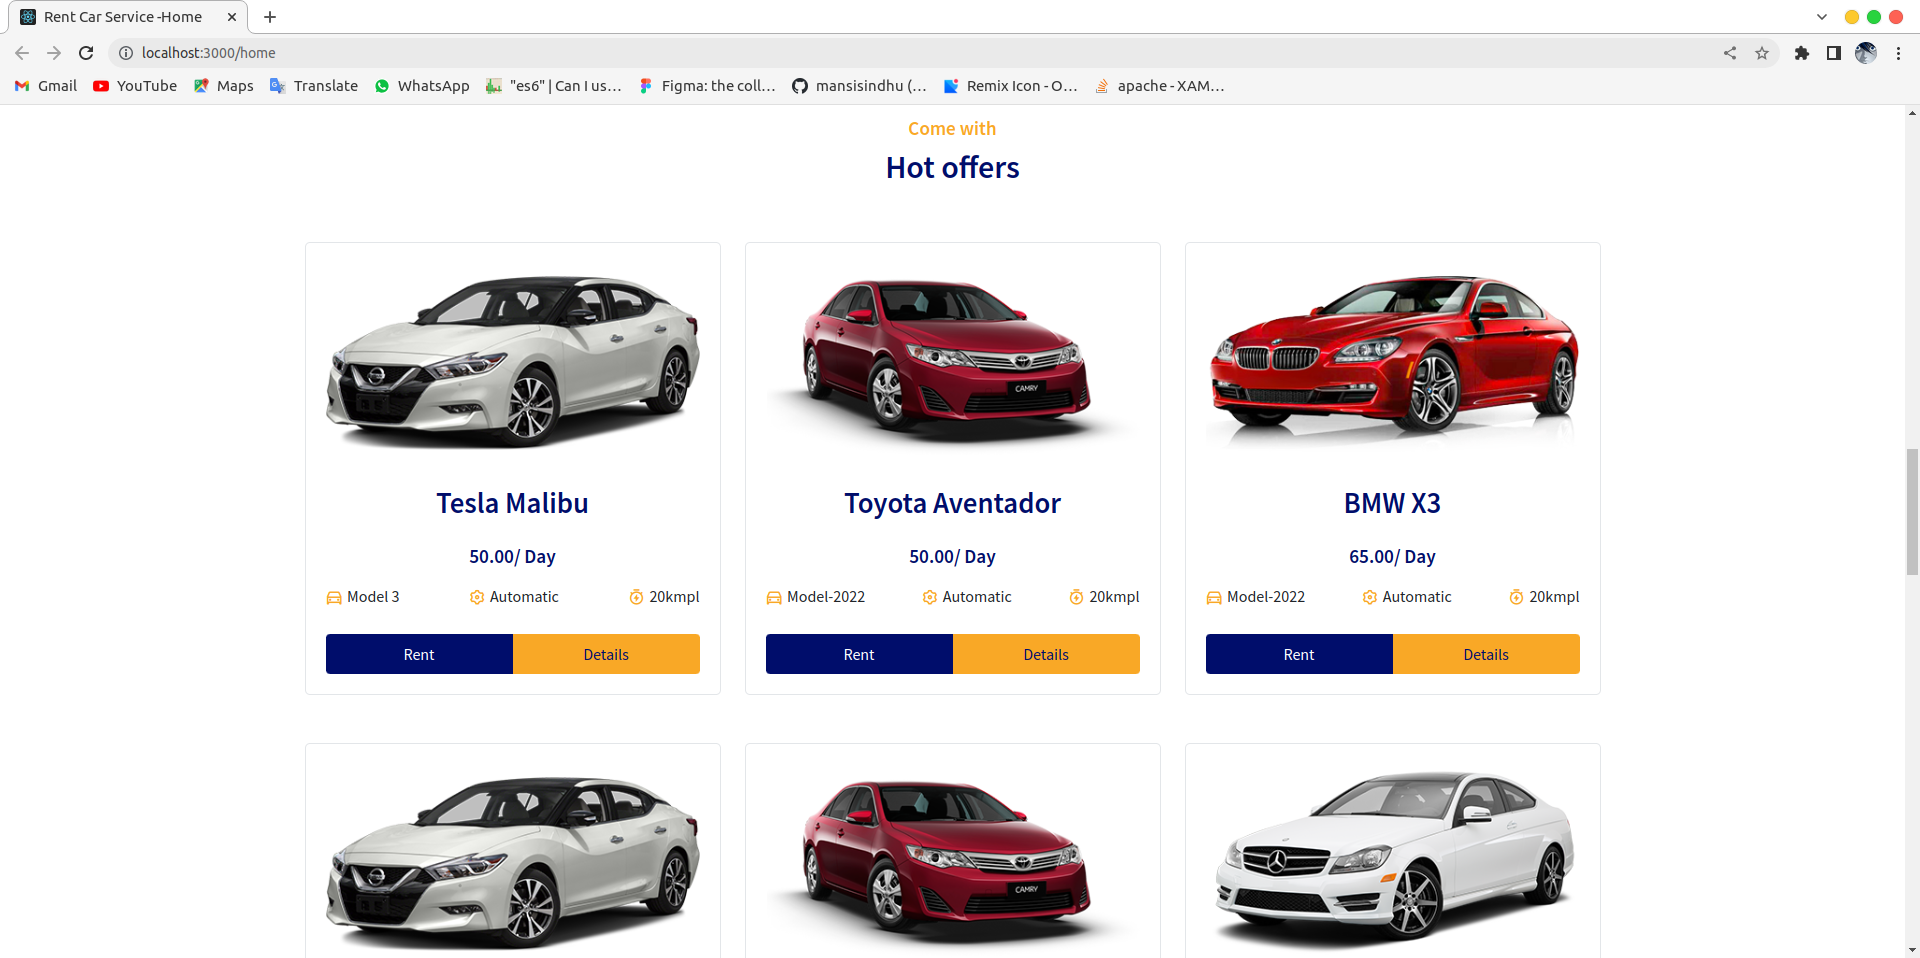 Rent Car Service -Home
localhost:3000/home
Gmail
YouTube
Maps
Translate
WhatsApp
"es6" | Can I us...
Figma: the coll...
mansisindhu (...
Remix Icon - O...
apache - XAM...
Come with
Hot offers
CAMRY
Tesla Malibu
50.00/ Day
Model 3
Automatic
20kmpl
Rent
Details
Toyota Aventador
50.00/ Day
Model-2022
Automatic
20kmpl
Rent
Details
BMW X3
65.00/ Day
Model-2022
Automatic
20kmpl
Rent
Details
CAMRY